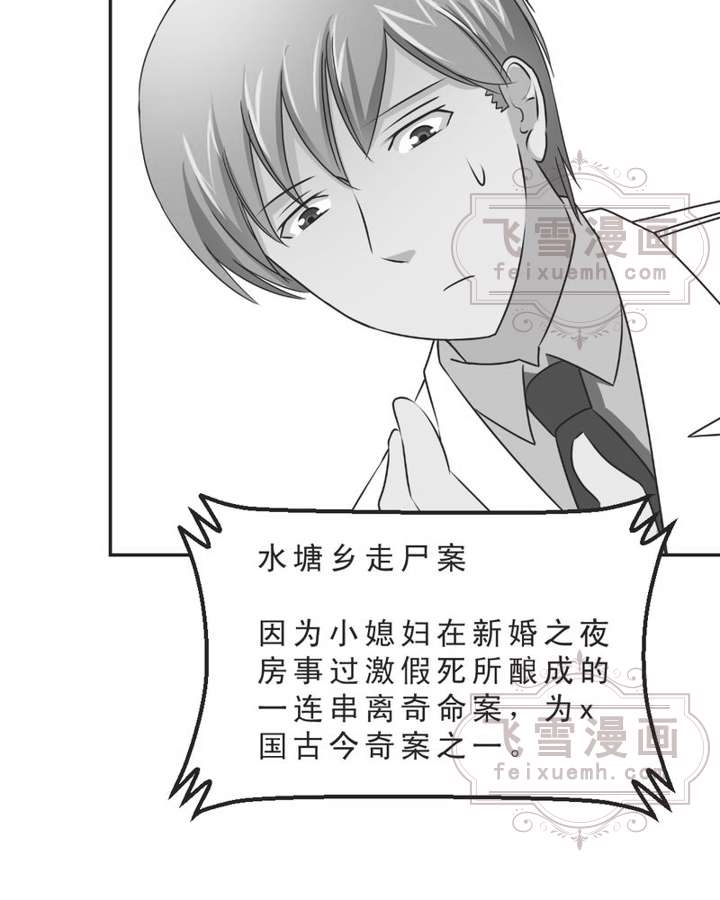 飞雪漫画
feixuemh.com
水塘乡走尸案
因为小媳妇在新婚之夜
房事过激假死所酿成的
一连串离奇命案，为x
国古今奇案之一。
飞雪漫画
feixuemh.com